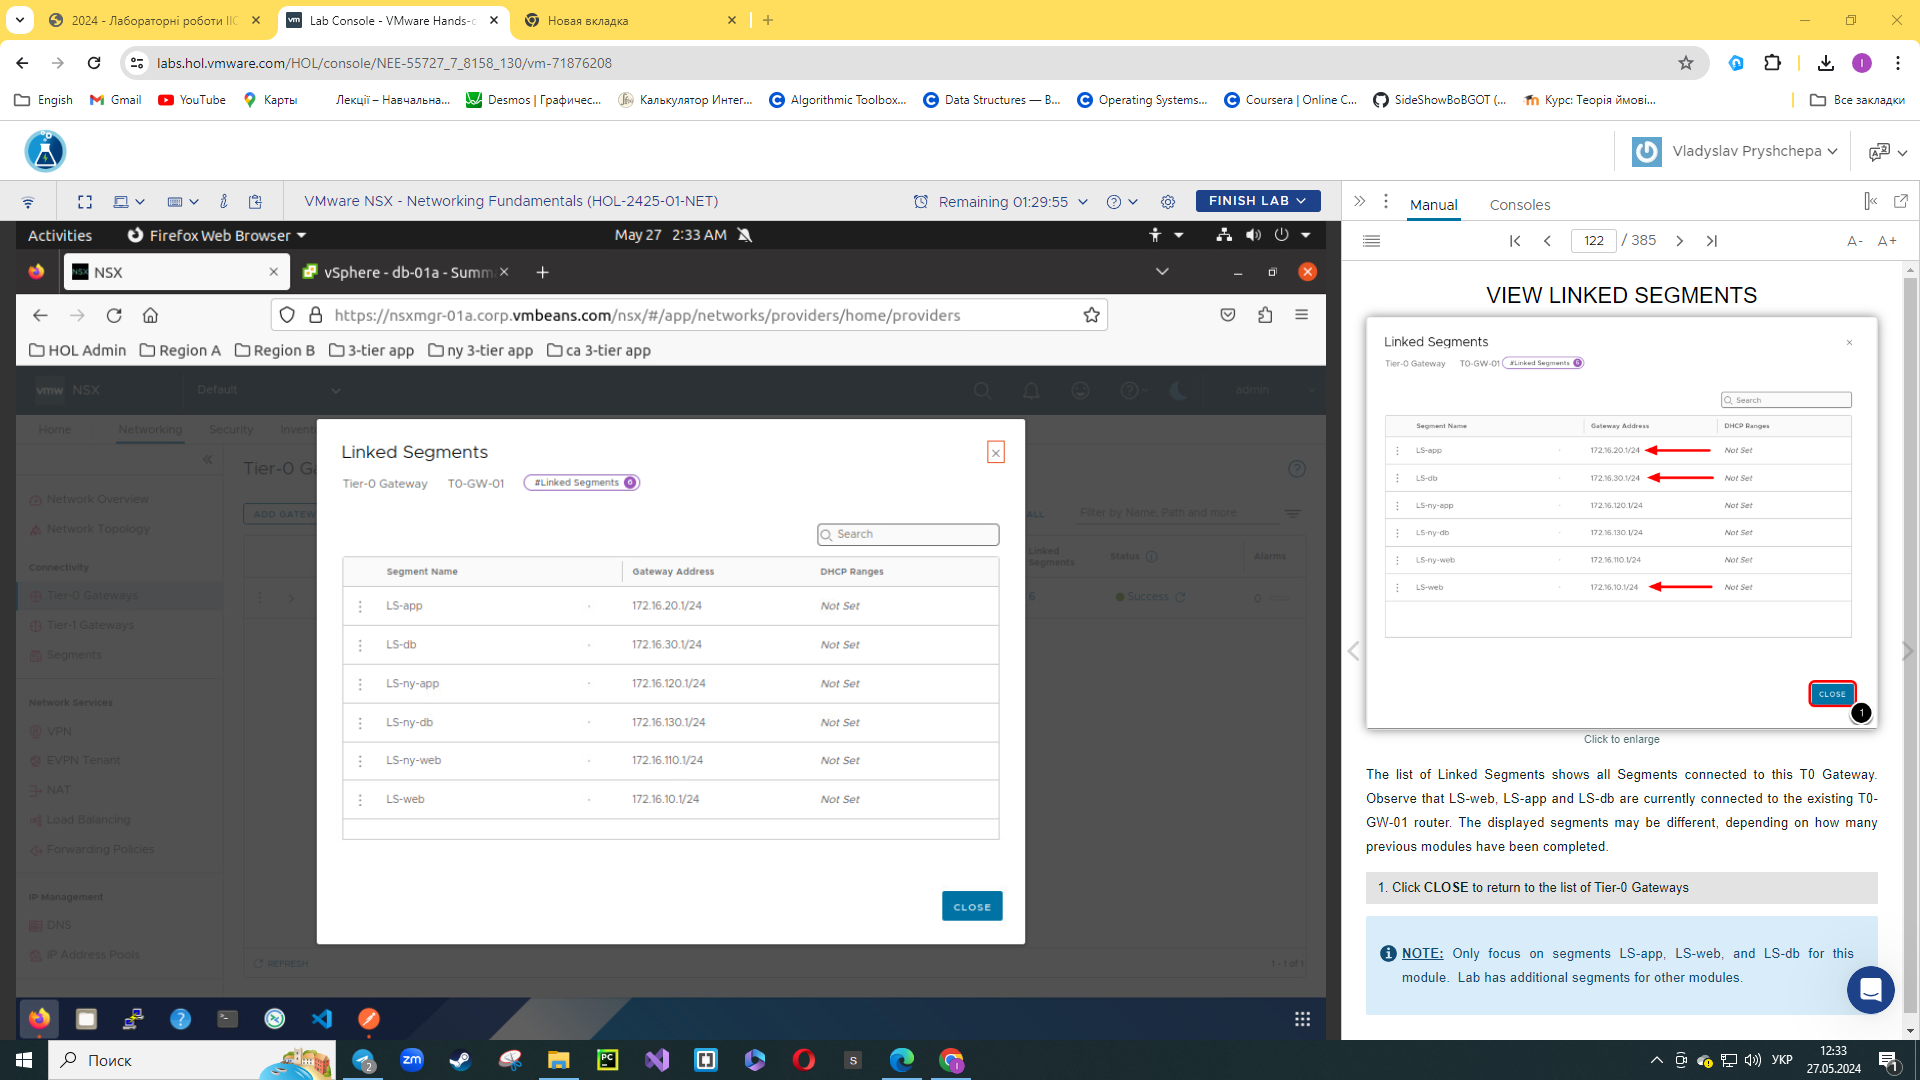 2024 - Лабораторні роботи ІІС
Lab Console - VMware Hands-o
Новая вкладка
labs.hol.vmware.com/HOL/console/NEE-55727_7_8158_130/vm-71876208
Engish
Gmail
YouTube
Карты
Лекції – Навчальна...
Desmos | Графичес...
Калькулятор Интег...
Algorithmic Toolbox...
Data Structures — В...
Operating Systems...
Coursera | Online C...
SideShowBoBGOT (...
Курс: Теорія ймові...
Все закладки
Vladyslav Pryshchepa
VMware NSX - Networking Fundamentals (HOL-2425-01-NET)
Remaining 01:29:55
FINISH LAB
Manual
Consoles
122 / 385
A- A+
Activities
Firefox Web Browser
May 27 2:33 AM
NSX
vSphere - db-01a - Summ
https://nsxmgr-01a.corp.vmbeans.com/nsx/#/app/networks/providers/home/providers
HOL Admin
Region A
Region B
3-tier app
ny 3-tier app
ca 3-tier app
vmw NSX
Default
admin
Home
Networking
Security
Invent
Network Overview
Network Topology
Connectivity
Tier-0 Gateways
Tier-1 Gateways
Segments
Network Services
VPN
EVPN Tenant
NAT
Load Balancing
Forwarding Policies
IP Management
DNS
IP Address Pools
Tier-0 G
ADD GATEW
ALL
Filter by Name, Path and more
Linked Segments
Status
Alarms
6
Success
0
REFRESH
1 - 1 of 1
Linked Segments
Tier-0 Gateway T0-GW-01 #Linked Segments 6
Search
Segment Name Gateway Address DHCP Ranges
LS-app 172.16.20.1/24 Not Set
LS-db 172.16.30.1/24 Not Set
LS-ny-app 172.16.120.1/24 Not Set
LS-ny-db 172.16.130.1/24 Not Set
LS-ny-web 172.16.110.1/24 Not Set
LS-web 172.16.10.1/24 Not Set
CLOSE
VIEW LINKED SEGMENTS
Linked Segments
Tier-0 Gateway T0-GW-01 #Linked Segments 6
Search
Segment Name Gateway Address DHCP Ranges
LS-app 172.16.20.1/24 Not Set
LS-db 172.16.30.1/24 Not Set
LS-ny-app 172.16.120.1/24 Not Set
LS-ny-db 172.16.130.1/24 Not Set
LS-ny-web 172.16.110.1/24 Not Set
LS-web 172.16.10.1/24 Not Set
CLOSE
1
Click to enlarge
The list of Linked Segments shows all Segments connected to this T0 Gateway.
Observe that LS-web, LS-app and LS-db are currently connected to the existing T0-
GW-01 router. The displayed segments may be different, depending on how many
previous modules have been completed.
1. Click CLOSE to return to the list of Tier-0 Gateways
NOTE: Only focus on segments LS-app, LS-web, and LS-db for this
module. Lab has additional segments for other modules.
Поиск
2
zm
PC
S
УКР
12:33
27.05.2024
1